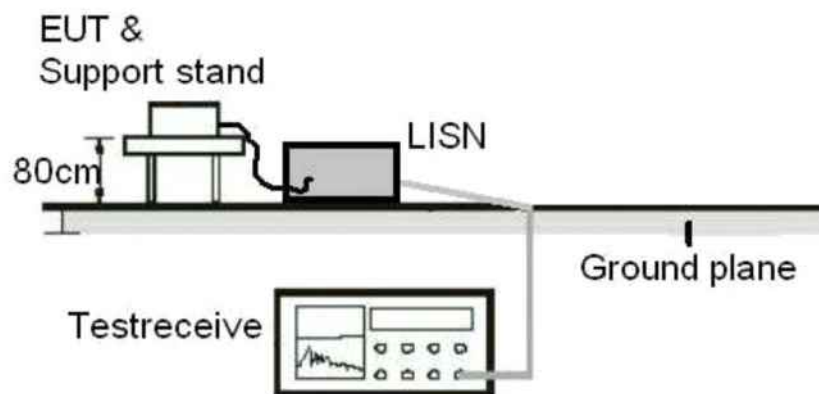 EUT &
Support stand
LISN
80cm
Ground plane
Testreceive